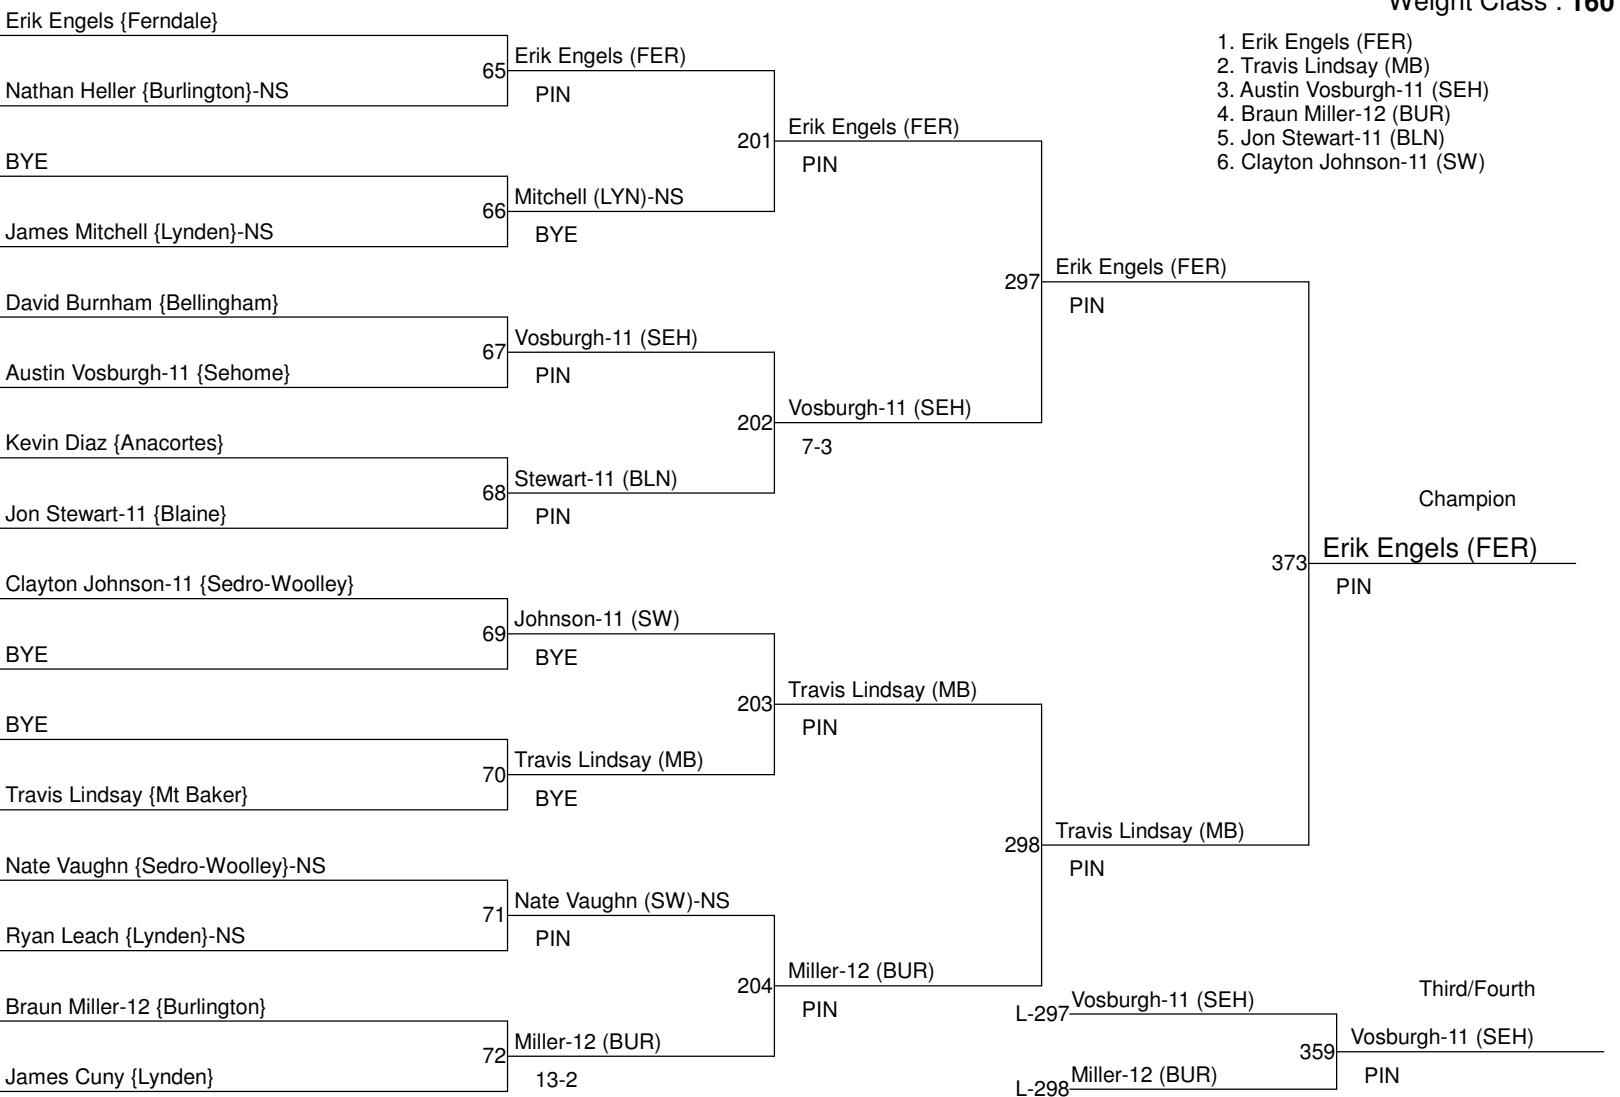 Weight Class : 160
1. Erik Engels (FER)
2. Travis Lindsay (MB)
3. Austin Vosburgh-11 (SEH)
4. Braun Miller-12 (BUR)
5. Jon Stewart-11 (BLN)
6. Clayton Johnson-11 (SW)
Erik Engels {Ferndale}
Nathan Heller {Burlington}-NS
BYE
James Mitchell {Lynden}-NS
David Burnham {Bellingham}
Austin Vosburgh-11 {Sehome}
Kevin Diaz {Anacortes}
Jon Stewart-11 {Blaine}
Clayton Johnson-11 {Sedro-Woolley}
BYE
BYE
Travis Lindsay {Mt Baker}
Nate Vaughn {Sedro-Woolley}-NS
Ryan Leach {Lynden}-NS
Braun Miller-12 {Burlington}
James Cuny {Lynden}
Erik Engels (FER)
65
PIN
Mitchell (LYN)-NS
66
BYE
Vosburgh-11 (SEH)
67
PIN
Stewart-11 (BLN)
68
PIN
Johnson-11 (SW)
69
BYE
Travis Lindsay (MB)
70
BYE
Nate Vaughn (SW)-NS
71
PIN
Miller-12 (BUR)
72
13-2
Erik Engels (FER)
201
PIN
Vosburgh-11 (SEH)
202
7-3
Travis Lindsay (MB)
203
PIN
Miller-12 (BUR)
204
PIN
Erik Engels (FER)
297
PIN
Travis Lindsay (MB)
298
PIN
Champion
Erik Engels (FER)
373
PIN
Third/Fourth
L-297
Vosburgh-11 (SEH)
L-298
Miller-12 (BUR)
359
Vosburgh-11 (SEH)
PIN